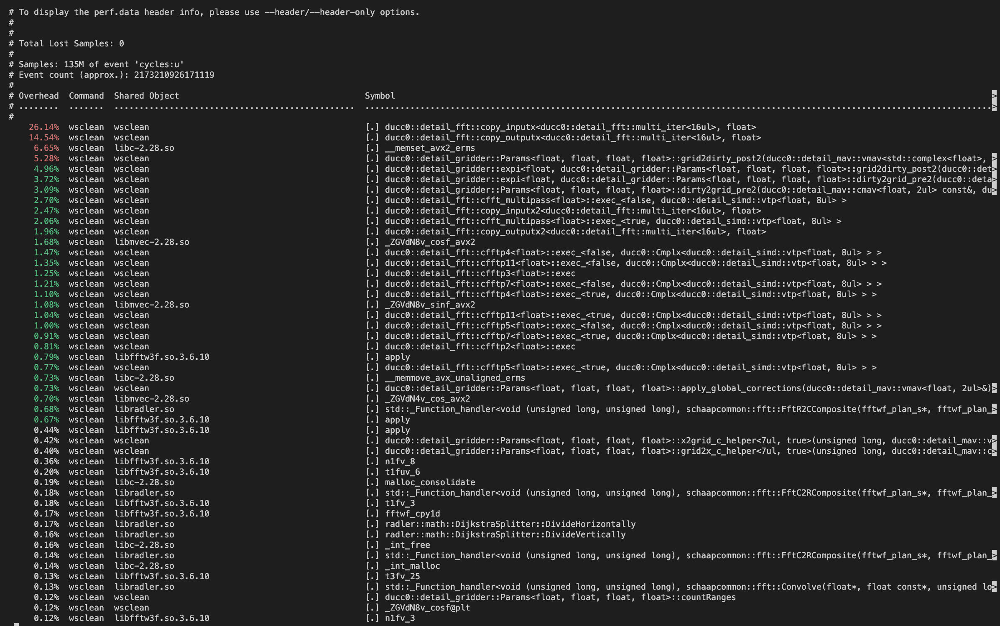 # To display the perf.data header info, please use --header/--header-only options.
#
#
# Total Lost Samples: 0
#
# Samples: 135M of event 'cycles:u'
# Event count (approx.): 2173210926171119
#
# Overhead  Command  Shared Object                                     Symbol >
# ........  .......  ................................................  ............................................................................................................................. >
#
    26.14%  wsclean  wsclean                                           [.] ducc0::detail_fft::copy_inputx<ducc0::detail_fft::multi_iter<16ul>, float>
    14.54%  wsclean  wsclean                                           [.] ducc0::detail_fft::copy_outputx<ducc0::detail_fft::multi_iter<16ul>, float>
     6.65%  wsclean  libc-2.28.so                                      [.] __memset_avx2_erms
     5.28%  wsclean  wsclean                                           [.] ducc0::detail_gridder::Params<float, float, float, float>::grid2dirty_post2(ducc0::detail_mav::vmav<std::complex<float>, >
     4.96%  wsclean  wsclean                                           [.] ducc0::detail_gridder::expi<float, ducc0::detail_gridder::Params<float, float, float, float>::grid2dirty_post2(ducc0::det>
     3.72%  wsclean  wsclean                                           [.] ducc0::detail_gridder::expi<float, ducc0::detail_gridder::Params<float, float, float, float>::dirty2grid_pre2(ducc0::deta>
     3.09%  wsclean  wsclean                                           [.] ducc0::detail_gridder::Params<float, float, float, float>::dirty2grid_pre2(ducc0::detail_mav::cmav<float, 2ul> const&, du>
     2.70%  wsclean  wsclean                                           [.] ducc0::detail_fft::cfft_multipass<float>::exec_<false, ducc0::detail_simd::vtp<float, 8ul> >
     2.47%  wsclean  wsclean                                           [.] ducc0::detail_fft::copy_inputx2<ducc0::detail_fft::multi_iter<16ul>, float>
     2.06%  wsclean  wsclean                                           [.] ducc0::detail_fft::cfft_multipass<float>::exec_<true, ducc0::detail_simd::vtp<float, 8ul> >
     1.96%  wsclean  wsclean                                           [.] ducc0::detail_fft::copy_outputx2<ducc0::detail_fft::multi_iter<16ul>, float>
     1.68%  wsclean  libmvec-2.28.so                                   [.] _ZGVdN8v_cosf_avx2
     1.47%  wsclean  wsclean                                           [.] ducc0::detail_fft::cfftp4<float>::exec_<false, ducc0::Cmplx<ducc0::detail_simd::vtp<float, 8ul> > >
     1.35%  wsclean  wsclean                                           [.] ducc0::detail_fft::cfftp11<float>::exec_<false, ducc0::Cmplx<ducc0::detail_simd::vtp<float, 8ul> > >
     1.25%  wsclean  wsclean                                           [.] ducc0::detail_fft::cfftp3<float>::exec
     1.21%  wsclean  wsclean                                           [.] ducc0::detail_fft::cfftp7<float>::exec_<false, ducc0::Cmplx<ducc0::detail_simd::vtp<float, 8ul> > >
     1.10%  wsclean  wsclean                                           [.] ducc0::detail_fft::cfftp4<float>::exec_<true, ducc0::Cmplx<ducc0::detail_simd::vtp<float, 8ul> > >
     1.08%  wsclean  libmvec-2.28.so                                   [.] _ZGVdN8v_sinf_avx2
     1.04%  wsclean  wsclean                                           [.] ducc0::detail_fft::cfftp11<float>::exec_<true, ducc0::Cmplx<ducc0::detail_simd::vtp<float, 8ul> > >
     1.00%  wsclean  wsclean                                           [.] ducc0::detail_fft::cfftp5<float>::exec_<false, ducc0::Cmplx<ducc0::detail_simd::vtp<float, 8ul> > >
     0.91%  wsclean  wsclean                                           [.] ducc0::detail_fft::cfftp7<float>::exec_<true, ducc0::Cmplx<ducc0::detail_simd::vtp<float, 8ul> > >
     0.81%  wsclean  wsclean                                           [.] ducc0::detail_fft::cfftp2<float>::exec
     0.79%  wsclean  libfftw3f.so.3.6.10                               [.] apply
     0.77%  wsclean  wsclean                                           [.] ducc0::detail_fft::cfftp5<float>::exec_<true, ducc0::Cmplx<ducc0::detail_simd::vtp<float, 8ul> > >
     0.73%  wsclean  libc-2.28.so                                      [.] __memmove_avx_unaligned_erms
     0.73%  wsclean  wsclean                                           [.] ducc0::detail_gridder::Params<float, float, float, float>::apply_global_corrections(ducc0::detail_mav::vmav<float, 2ul>&)>
     0.70%  wsclean  libmvec-2.28.so                                   [.] _ZGVdN4v_cos_avx2
     0.68%  wsclean  libradler.so                                      [.] std::_Function_handler<void (unsigned long, unsigned long), schaapcommon::fft::FftR2CComposite(fftwf_plan_s*, fftwf_plan_>
     0.67%  wsclean  libfftw3f.so.3.6.10                               [.] apply
     0.44%  wsclean  libfftw3f.so.3.6.10                               [.] apply
     0.42%  wsclean  wsclean                                           [.] ducc0::detail_gridder::Params<float, float, float, float>::x2grid_c_helper<7ul, true>(unsigned long, ducc0::detail_mav::v>
     0.40%  wsclean  wsclean                                           [.] ducc0::detail_gridder::Params<float, float, float, float>::grid2x_c_helper<7ul, true>(unsigned long, ducc0::detail_mav::c>
     0.36%  wsclean  libfftw3f.so.3.6.10                               [.] n1fv_8
     0.20%  wsclean  libfftw3f.so.3.6.10                               [.] t1fuv_6
     0.19%  wsclean  libc-2.28.so                                      [.] malloc_consolidate
     0.18%  wsclean  libradler.so                                      [.] std::_Function_handler<void (unsigned long, unsigned long), schaapcommon::fft::FftC2RComposite(fftwf_plan_s*, fftwf_plan_>
     0.18%  wsclean  libfftw3f.so.3.6.10                               [.] t1fv_3
     0.17%  wsclean  libfftw3f.so.3.6.10                               [.] fftwf_cpy1d
     0.17%  wsclean  libradler.so                                      [.] radler::math::DijkstraSplitter::DivideHorizontally
     0.16%  wsclean  libradler.so                                      [.] radler::math::DijkstraSplitter::DivideVertically
     0.16%  wsclean  libc-2.28.so                                      [.] _int_free
     0.14%  wsclean  libradler.so                                      [.] std::_Function_handler<void (unsigned long, unsigned long), schaapcommon::fft::FftC2RComposite(fftwf_plan_s*, fftwf_plan_>
     0.14%  wsclean  libc-2.28.so                                      [.] _int_malloc
     0.13%  wsclean  libfftw3f.so.3.6.10                               [.] t3fv_25
     0.13%  wsclean  libradler.so                                      [.] std::_Function_handler<void (unsigned long, unsigned long), schaapcommon::fft::Convolve(float*, float const*, unsigned lo>
     0.12%  wsclean  wsclean                                           [.] ducc0::detail_gridder::Params<float, float, float, float>::countRanges
     0.12%  wsclean  wsclean                                           [.] _ZGVdN8v_cosf@plt
     0.12%  wsclean  libfftw3f.so.3.6.10                               [.] n1fv_3